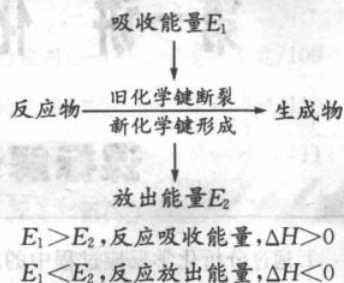 吸收能量E₁
旧化学键断裂
反应物 生成物
新化学键形成
放出能量E₂
E₁>E₂,反应吸收能量,ΔH>0
E₁<E₂,反应放出能量,ΔH<0